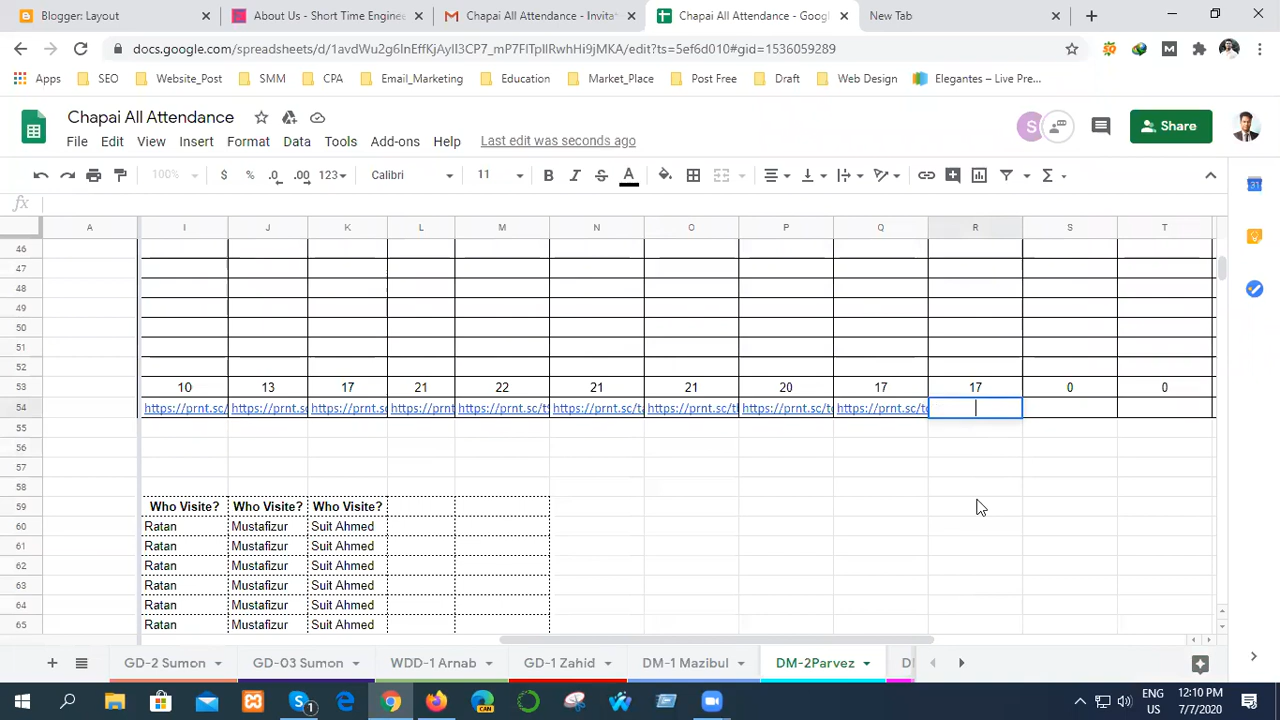 Blogger: Layout
About Us - Short Time Engin
Chapai All Attendance - Invita
Chapai All Attendance - Goog
New Tab
docs.google.com/spreadsheets/d/1avdWu2g6InEffKjAyll3CP7_mP7FiTpllRwhHi9jMKA/edit?ts=5ef6d010#gid=1536059289
Apps SEO Website_Post SMM CPA Email_Marketing Education Market_Place Post Free Draft Web Design Elegantes – Live Pre...
Chapai All Attendance
File Edit View Insert Format Data Tools Add-ons Help Last edit was seconds ago
S
Share
100% $ % .0 .00 123 Calibri 11 B I S A
fx
A I J K L M N O P Q R S T
46
47
48
49
50
51
52
53 10 13 17 21 22 21 21 20 17 17 0 0
54 https://prnt.sc/ https://prnt.s https://prnt.sc https://prnt https://prnt.sc/t https://prnt.sc/t https://prnt.sc/t https://prnt.sc/t https://prnt.sc/t
55
56
57
58
59 Who Visite? Who Visite? Who Visite?
60 Ratan Mustafizur Suit Ahmed
61 Ratan Mustafizur Suit Ahmed
62 Ratan Mustafizur Suit Ahmed
63 Ratan Mustafizur Suit Ahmed
64 Ratan Mustafizur Suit Ahmed
65 Ratan Mustafizur Suit Ahmed
GD-2 Sumon GD-03 Sumon WDD-1 Arnab GD-1 Zahid DM-1 Mazibul DM-2Parvez
31
ENG
US
12:10 PM
7/7/2020
1
CAN